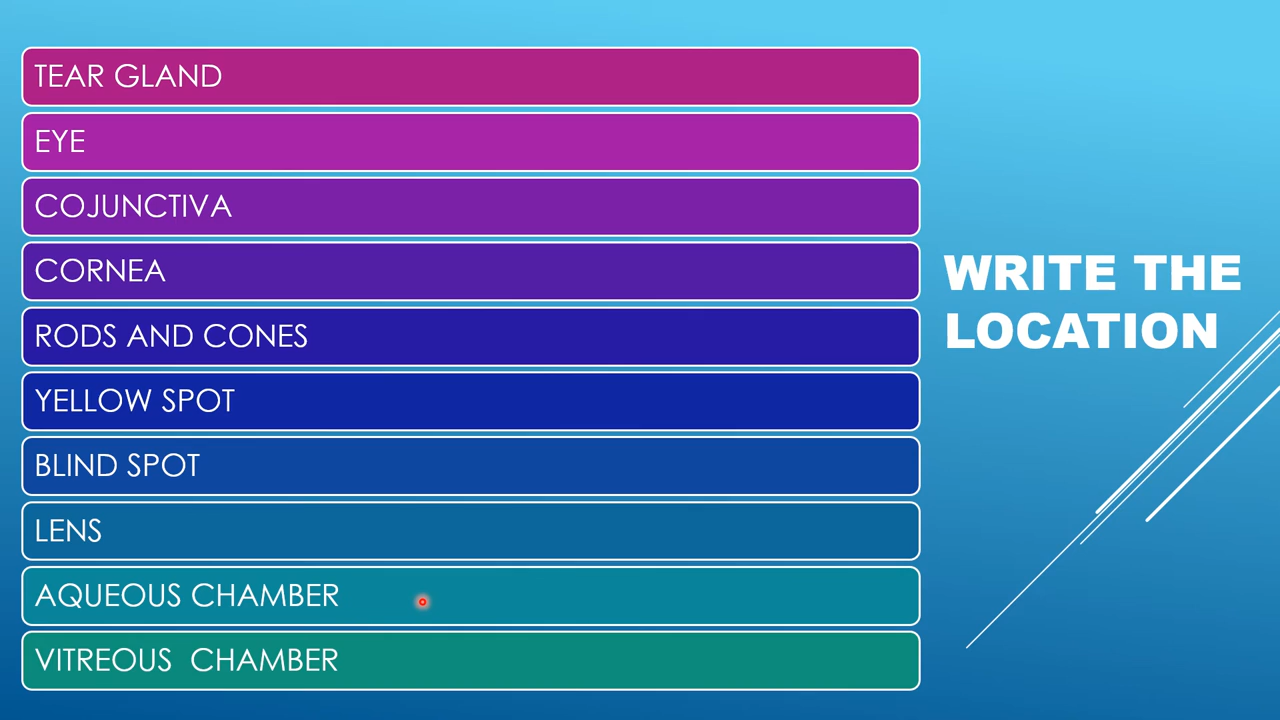 TEAR GLAND
EYE
COJUNCTIVA
CORNEA
RODS AND CONES
YELLOW SPOT
BLIND SPOT
LENS
AQUEOUS CHAMBER
VITREOUS  CHAMBER
WRITE THE
LOCATION